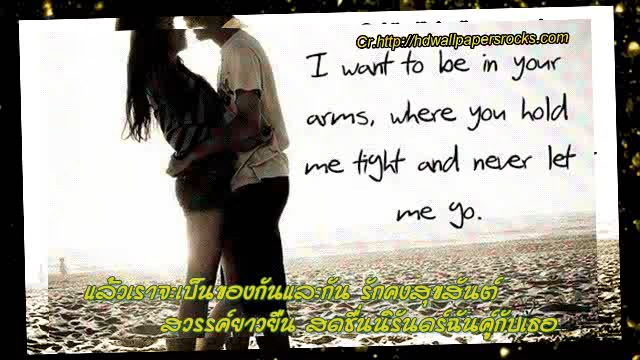 Cr.http://hdwallpapersrocks.com
I want to be in your
arms, where you hold
me tight and never let
me go.
แล้วเราจะเป็นของกันและกัน รักคงสุขสันต์
สวรรค์ยาวยืน สดชื่นนิรันดร์ฉันคู่กับเธอ